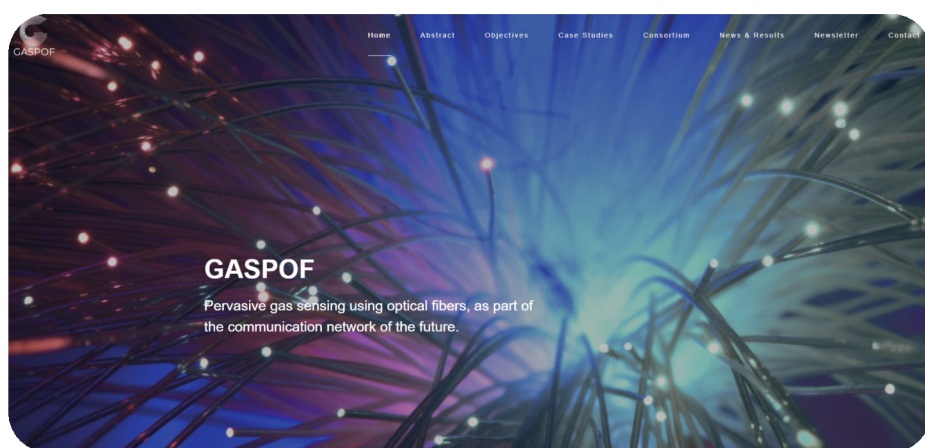 GASPOF
Home Abstract Objectives Case Studies Consortium News & Results Newsletter Contact
GASPOF
Pervasive gas sensing using optical fibers, as part of
the communication network of the future.